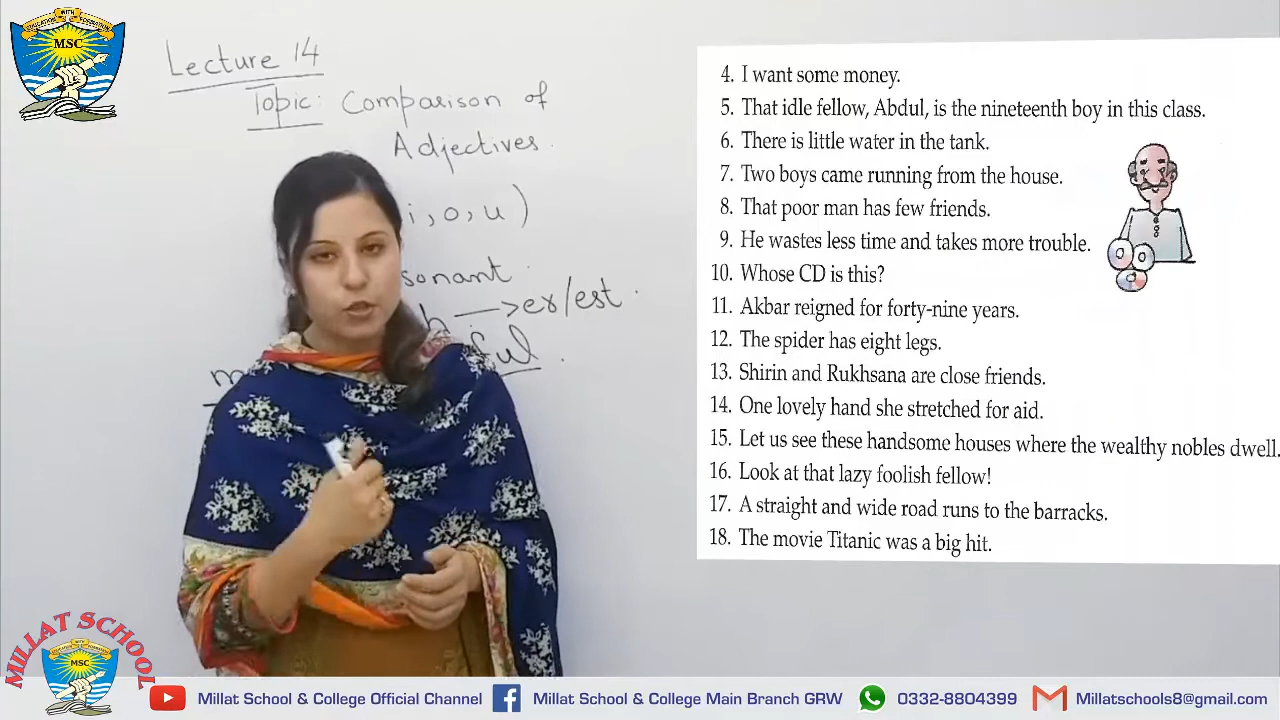 EDUCATION WITH FOUNDATION
MSC
Lecture 14
Topic: Comparison of
Adjectives.
i, o, u)
sonant
h → er/est
ful.
4. I want some money.
5. That idle fellow, Abdul, is the nineteenth boy in this class.
6. There is little water in the tank.
7. Two boys came running from the house.
8. That poor man has few friends.
9. He wastes less time and takes more trouble.
10. Whose CD is this?
11. Akbar reigned for forty-nine years.
12. The spider has eight legs.
13. Shirin and Rukhsana are close friends.
14. One lovely hand she stretched for aid.
15. Let us see these handsome houses where the wealthy nobles dwell.
16. Look at that lazy foolish fellow!
17. A straight and wide road runs to the barracks.
18. The movie Titanic was a big hit.
MILLAT SCHOOL
MSC
Millat School & College Official Channel
Millat School & College Main Branch GRW
0332-8804399
Millatschools8@gmail.com